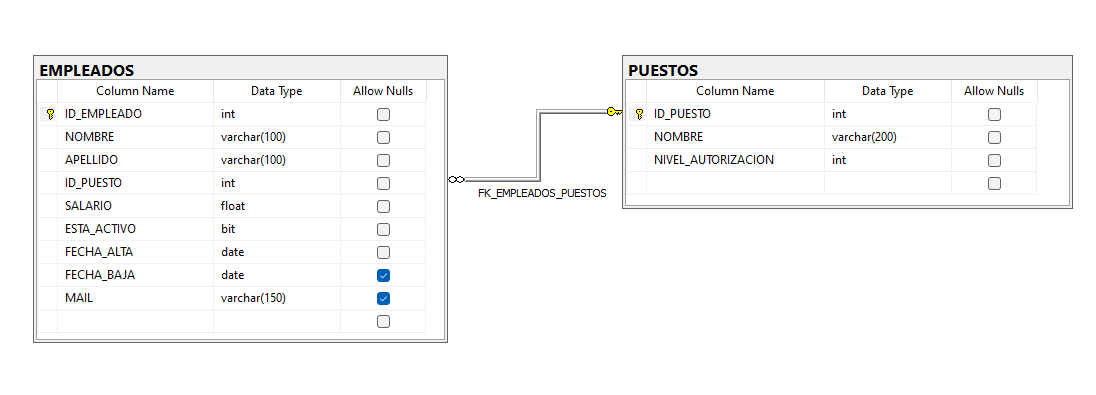 EMPLEADOS
Column Name Data Type Allow Nulls
ID_EMPLEADO int
NOMBRE varchar(100)
APELLIDO varchar(100)
ID_PUESTO int
SALARIO float
ESTA_ACTIVO bit
FECHA_ALTA date
FECHA_BAJA date
MAIL varchar(150)
FK_EMPLEADOS_PUESTOS
PUESTOS
Column Name Data Type Allow Nulls
ID_PUESTO int
NOMBRE varchar(200)
NIVEL_AUTORIZACION int